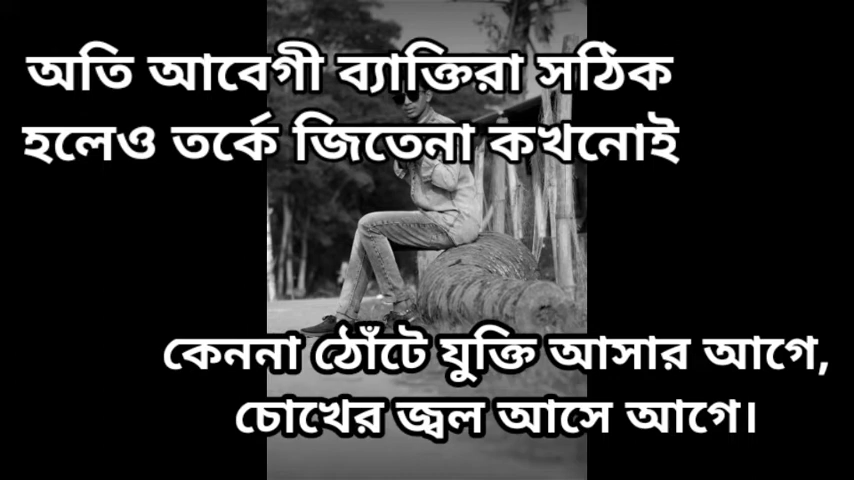 অতি আবেগী ব্যাক্তিরা সঠিক
হলেও তর্কে জিতেনা কখনোই
কেননা ঠোঁটে যুক্তি আসার আগে,
চোখের জ্বল আসে আগে।